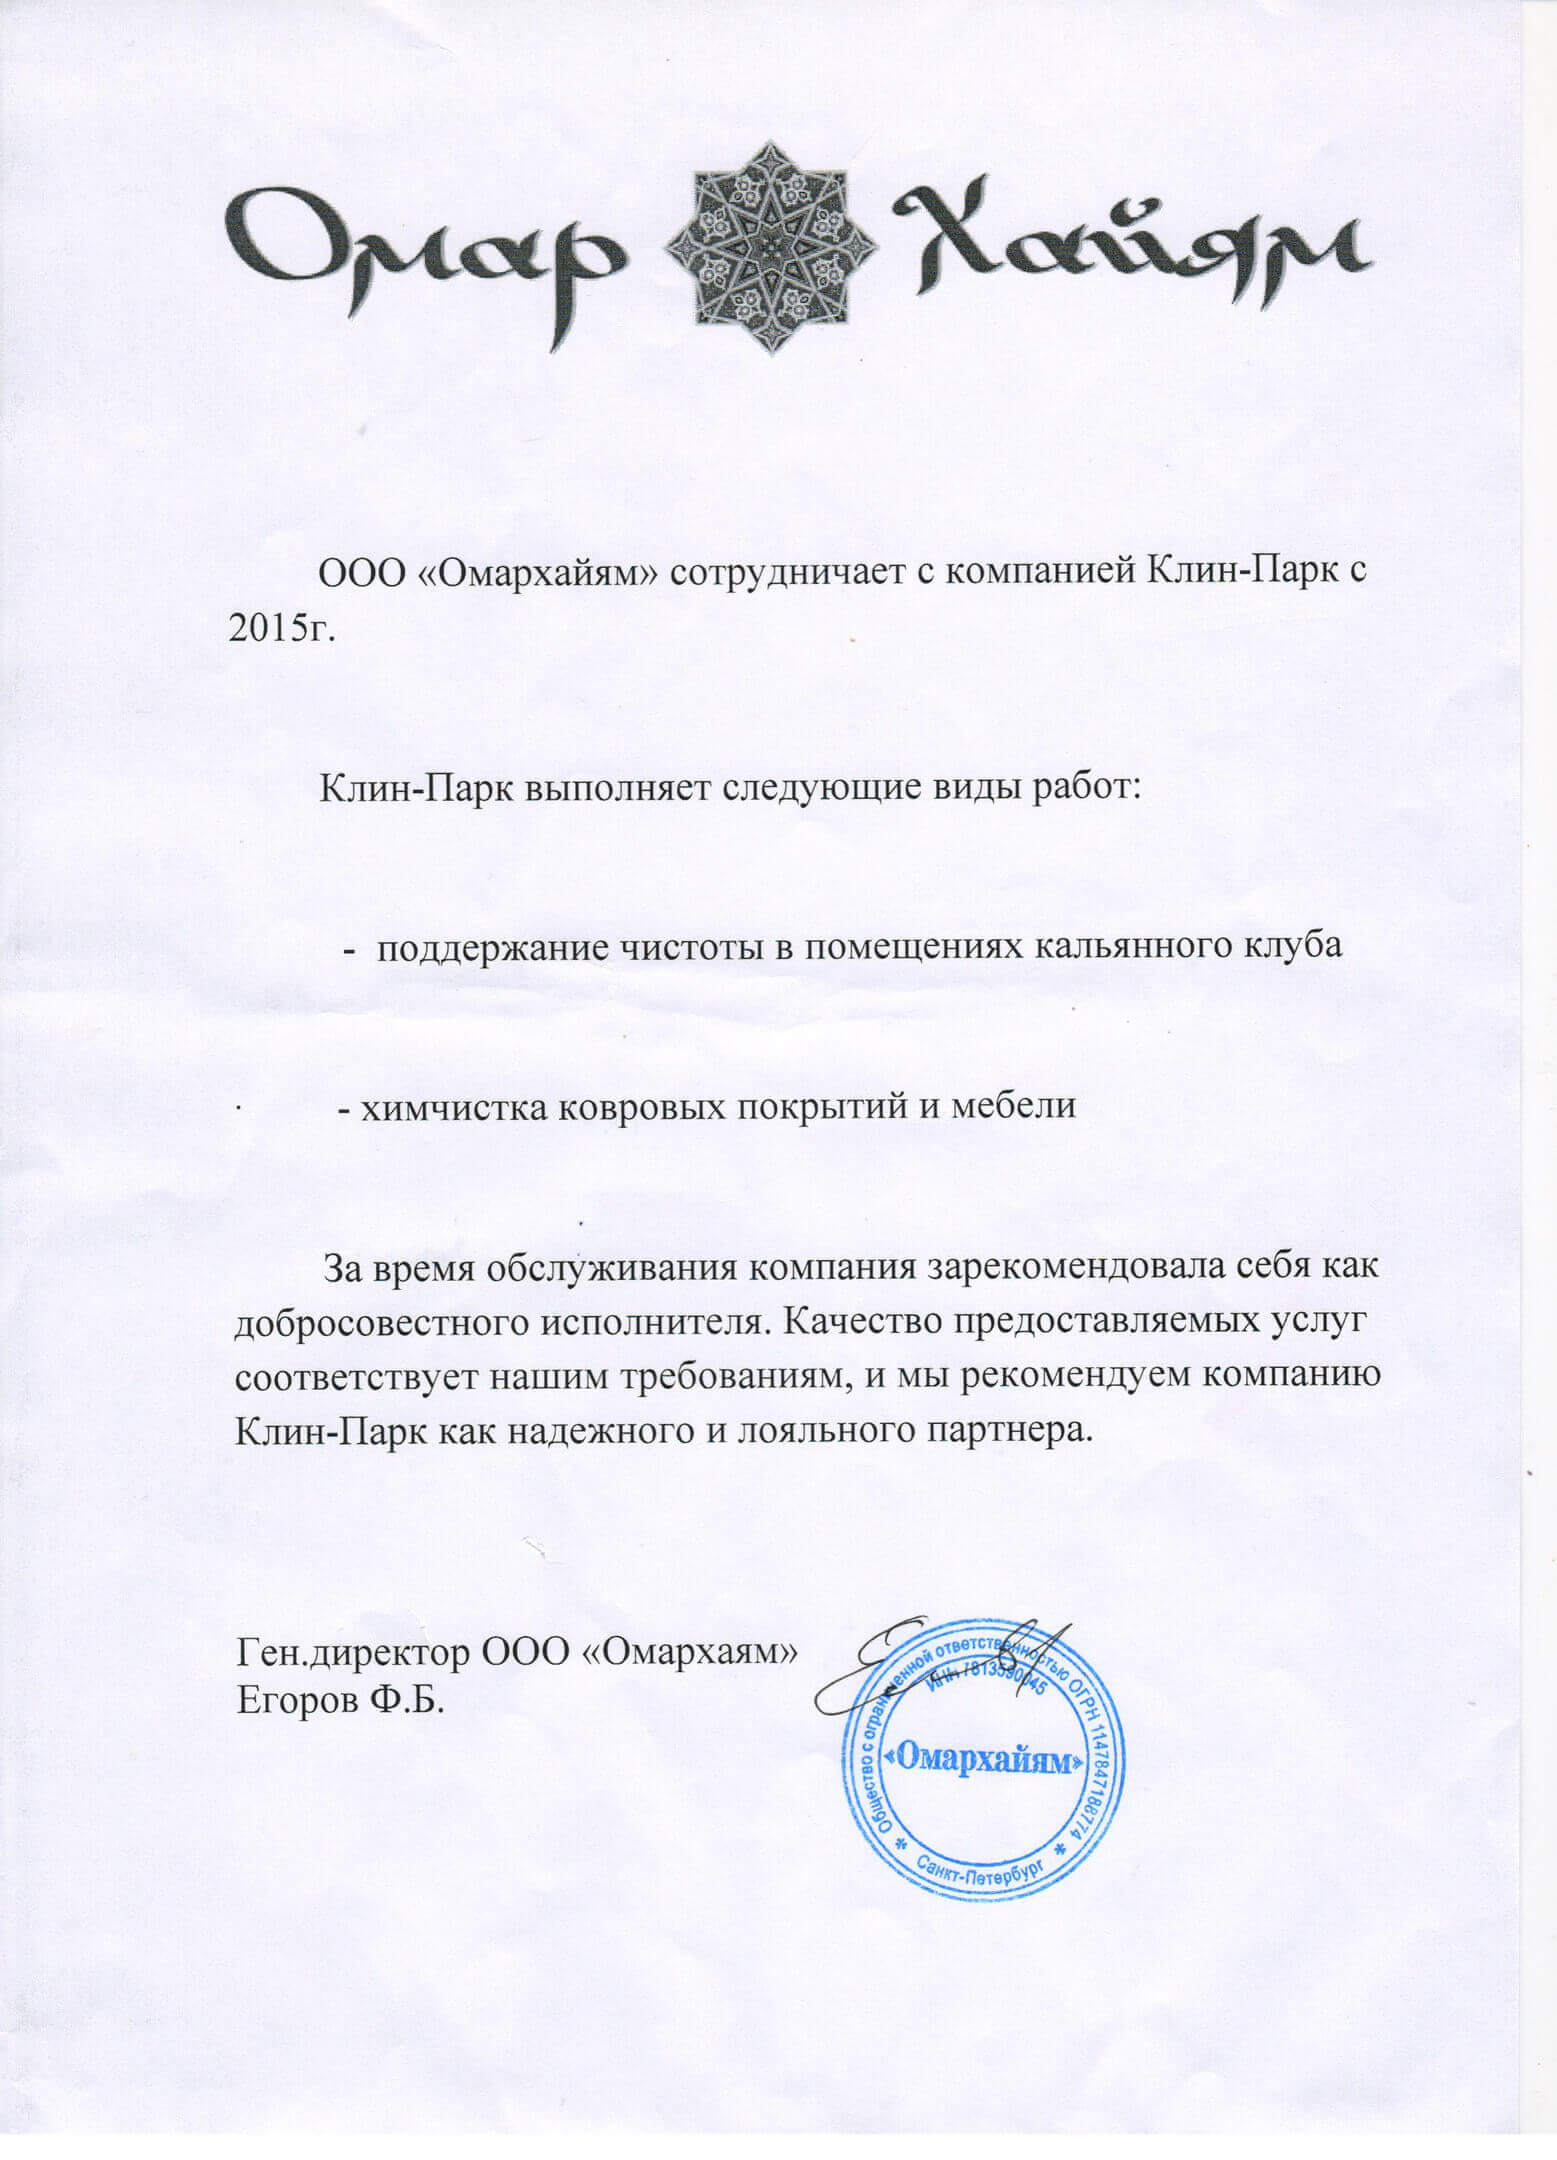 Омар Хайям
ООО «Омархайям» сотрудничает с компанией Клин-Парк с
2015г.
Клин-Парк выполняет следующие виды работ:
- поддержание чистоты в помещениях кальянного клуба
- химчистка ковровых покрытий и мебели
За время обслуживания компания зарекомендовала себя как
добросовестного исполнителя. Качество предоставляемых услуг
соответствует нашим требованиям, и мы рекомендуем компанию
Клин-Парк как надежного и лояльного партнера.
Ген.директор ООО «Омархаям»
Егоров Ф.Б.
Общество с ограниченной ответственностью ОГРН 1147847186774
ИНН 7813590045
«Омархайям»
* Санкт-Петербург *